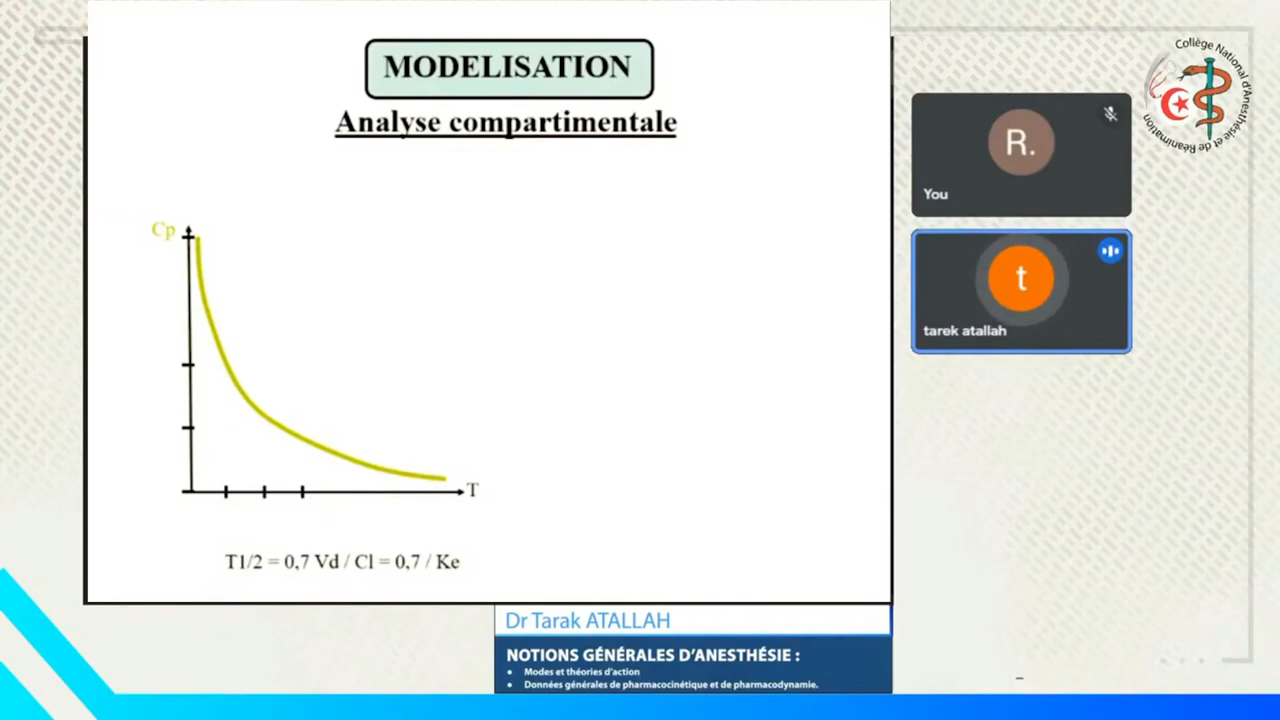 MODELISATION
Analyse compartimentale
Cp
T
T1/2 = 0,7 Vd / Cl = 0,7 / Ke
R.
You
t
tarek atallah
Collège National d'Anesthésie et de Réanimation
Dr Tarak ATALLAH
NOTIONS GÉNÉRALES D'ANESTHÉSIE :
• Modes et théories d'action
• Données générales de pharmacocinétique et de pharmacodynamie.